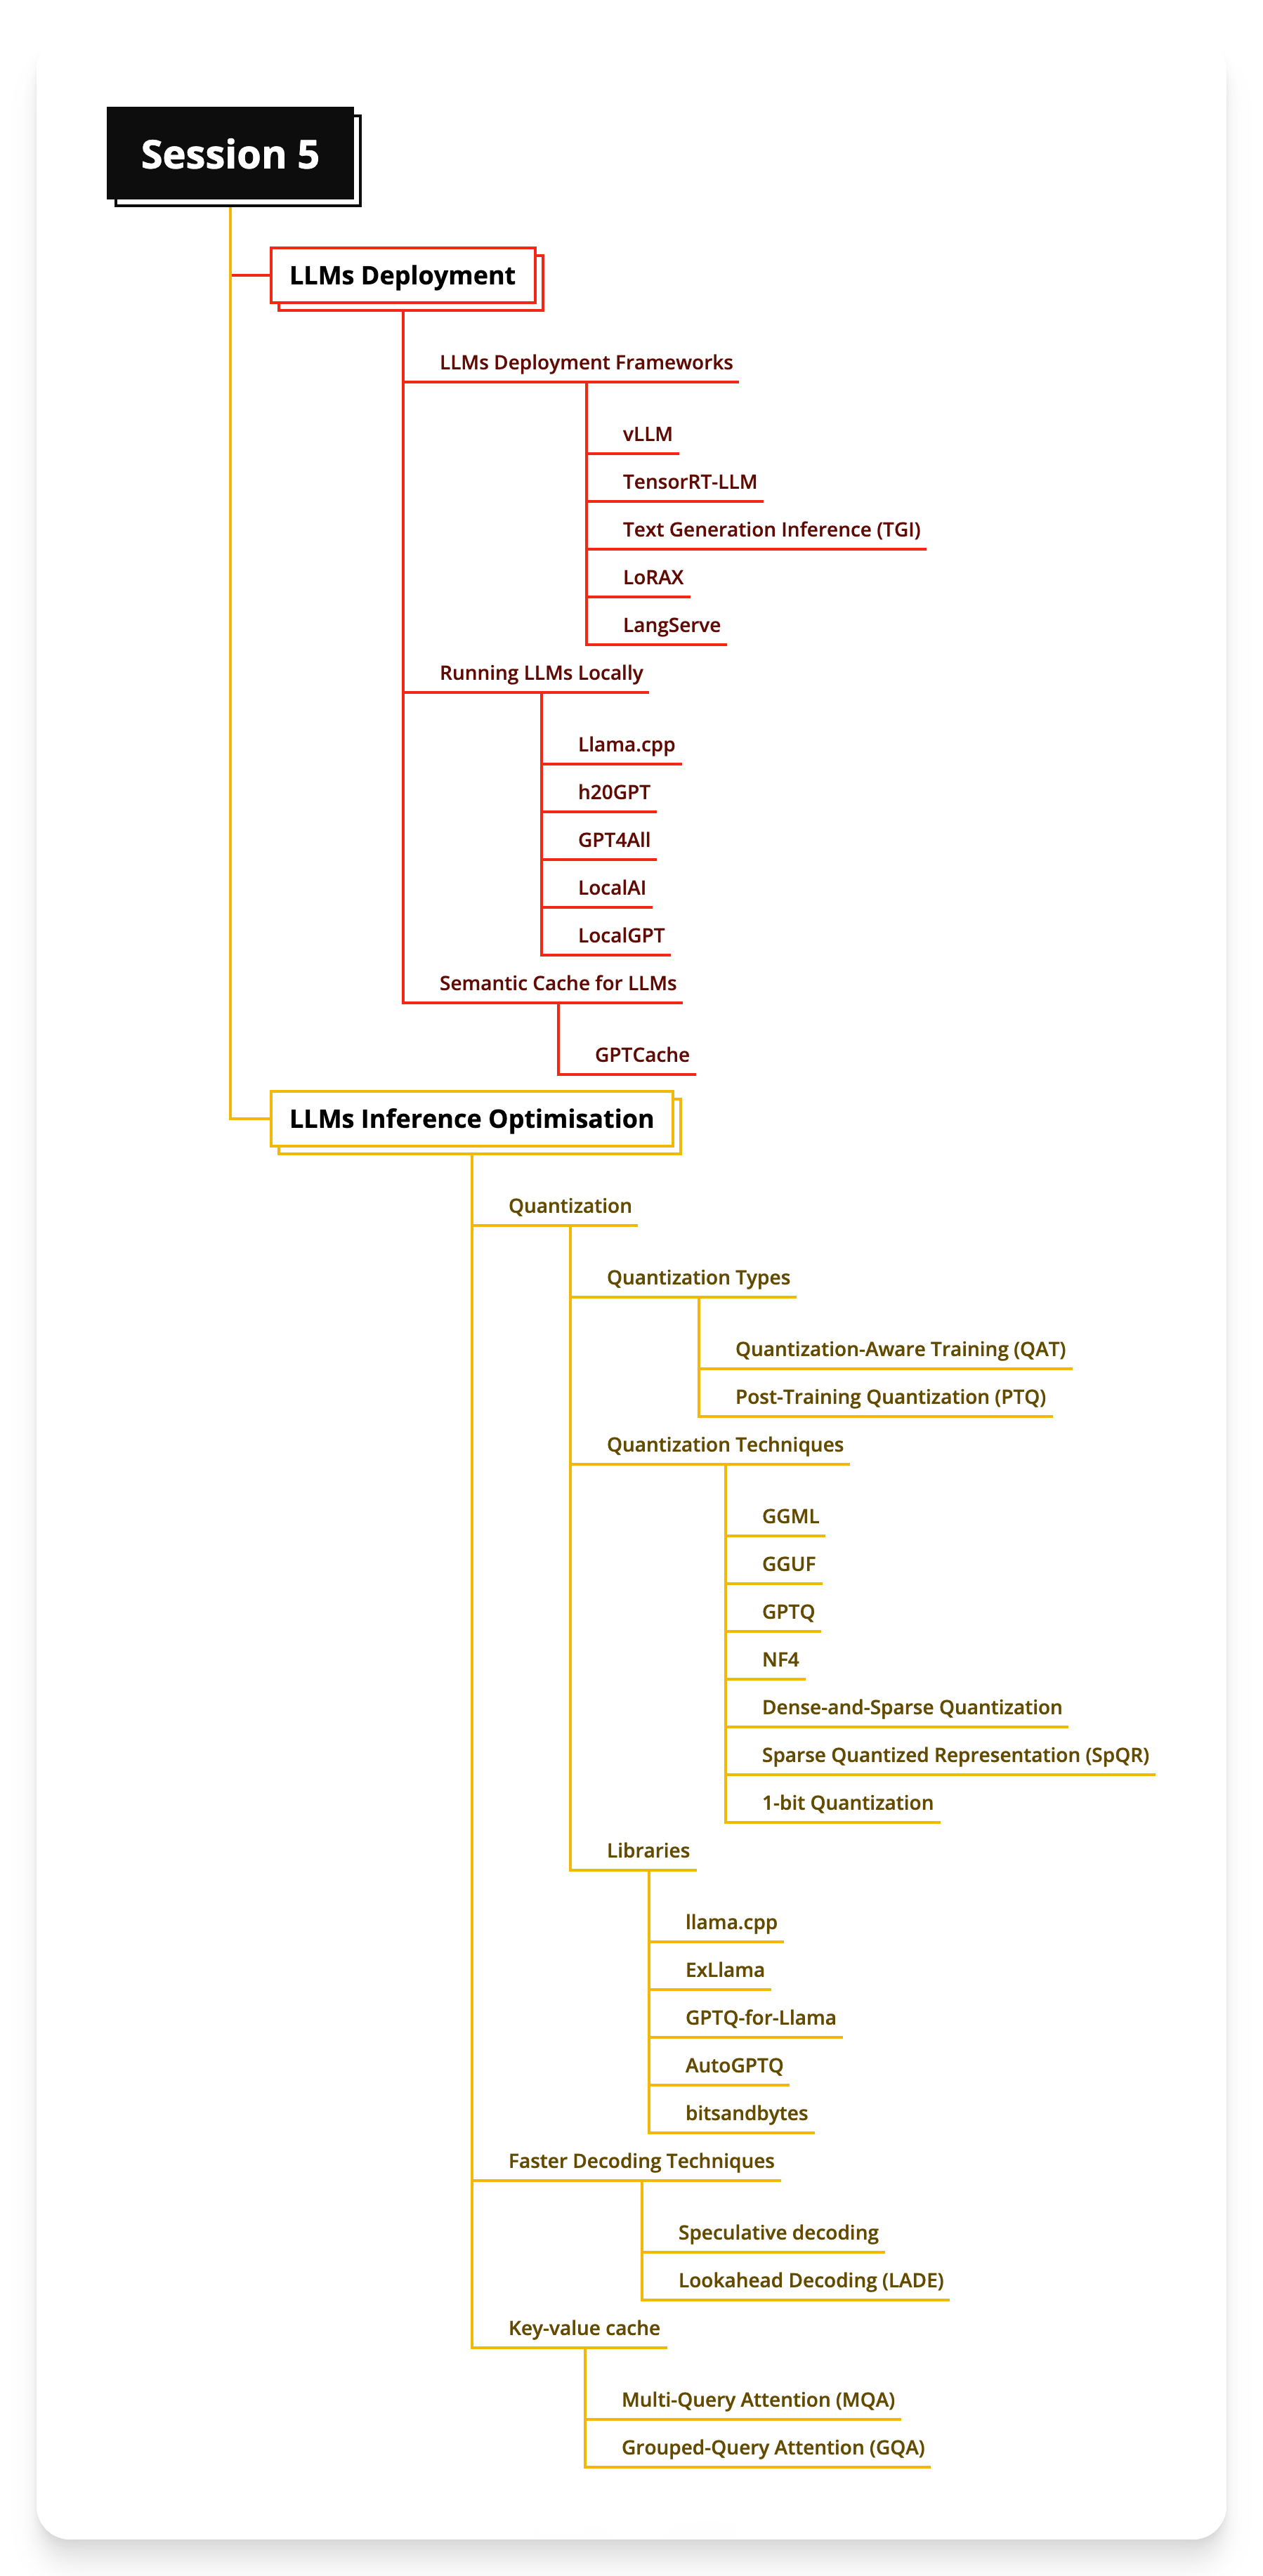 Session 5
LLMs Deployment
LLMs Deployment Frameworks
vLLM
TensorRT-LLM
Text Generation Inference (TGI)
LoRAX
LangServe
Running LLMs Locally
Llama.cpp
h20GPT
GPT4All
LocalAI
LocalGPT
Semantic Cache for LLMs
GPTCache
LLMs Inference Optimisation
Quantization
Quantization Types
Quantization-Aware Training (QAT)
Post-Training Quantization (PTQ)
Quantization Techniques
GGML
GGUF
GPTQ
NF4
Dense-and-Sparse Quantization
Sparse Quantized Representation (SpQR)
1-bit Quantization
Libraries
llama.cpp
ExLlama
GPTQ-for-Llama
AutoGPTQ
bitsandbytes
Faster Decoding Techniques
Speculative decoding
Lookahead Decoding (LADE)
Key-value cache
Multi-Query Attention (MQA)
Grouped-Query Attention (GQA)